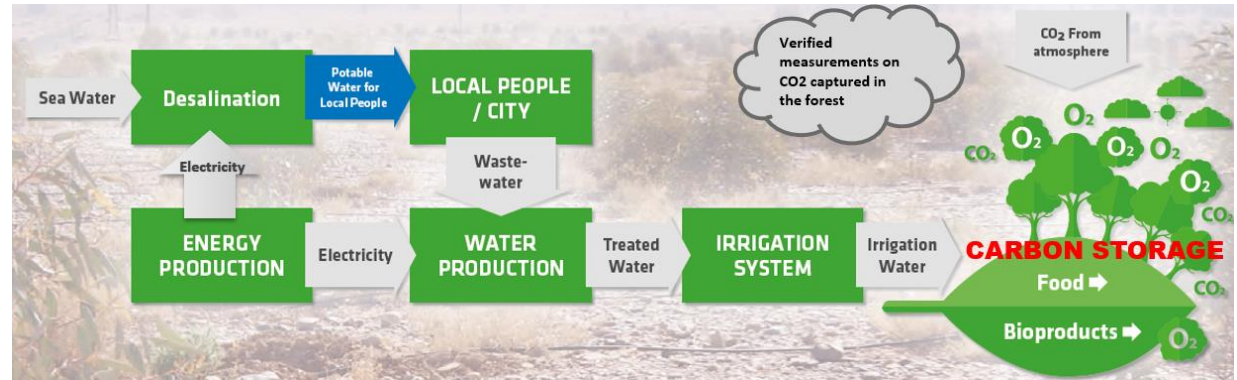 Sea Water
Desalination
Potable
Water for
Local People
LOCAL PEOPLE
/ CITY
Verified
measurements on
CO2 captured in
the forest
CO₂ From
atmosphere
Electricity
Waste-
water
ENERGY
PRODUCTION
Electricity
WATER
PRODUCTION
Treated
Water
IRRIGATION
SYSTEM
Irrigation
Water
O₂
CO₂
O₂
O₂
O₂
O₂
CO₂
CARBON STORAGE
Food
CO₂
Bioproducts
O₂